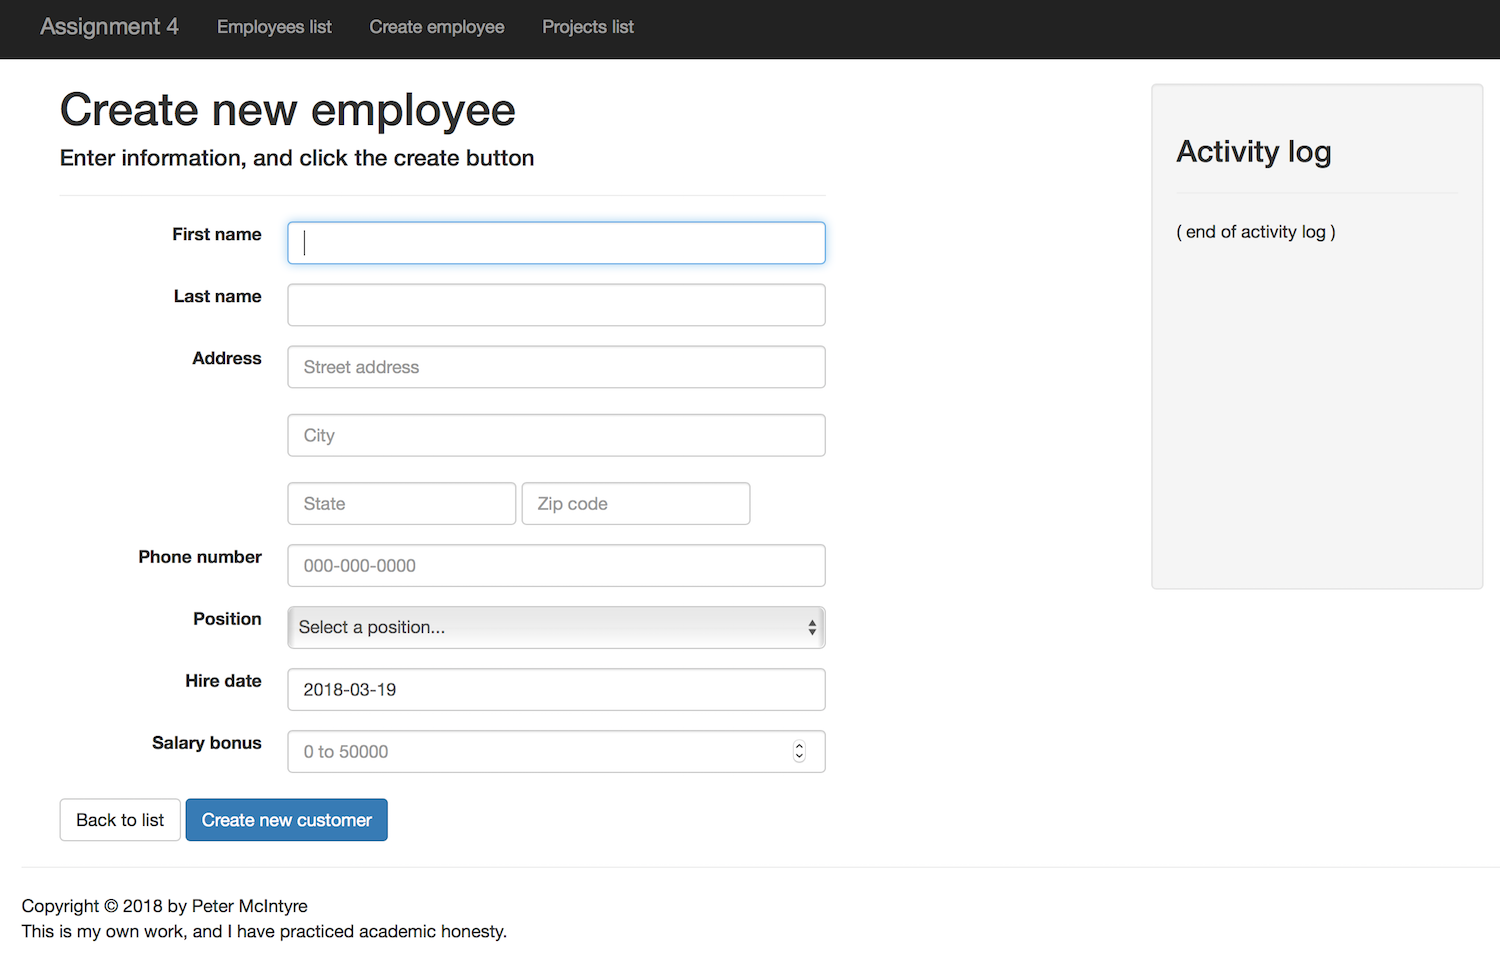 Assignment 4 Employees list Create employee Projects list
Create new employee
Enter information, and click the create button
First name
Last name
Address Street address
City
State Zip code
Phone number 000-000-0000
Position Select a position...
Hire date 2018-03-19
Salary bonus 0 to 50000
Back to list Create new customer
Activity log
( end of activity log )
Copyright © 2018 by Peter McIntyre
This is my own work, and I have practiced academic honesty.